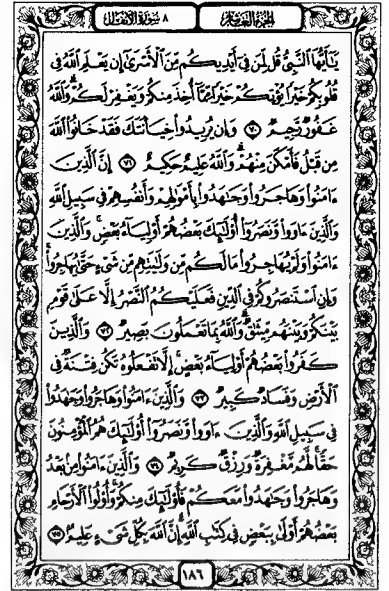 الجزء العاشر ٨ سورة الأنفال
يَٰٓأَيُّهَا ٱلنَّبِىُّ قُل لِّمَن فِىٓ أَيْدِيكُم مِّنَ ٱلْأَسْرَىٰٓ إِن يَعْلَمِ ٱللَّهُ فِى
قُلُوبِكُمْ خَيْرًا يُؤْتِكُمْ خَيْرًا مِّمَّآ أُخِذَ مِنكُمْ وَيَغْفِرْ لَكُمْ وَٱللَّهُ
غَفُورٌ رَّحِيمٌ ٧٠ وَإِن يُرِيدُوا۟ خِيَانَتَكَ فَقَدْ خَانُوا۟ ٱللَّهَ
مِن قَبْلُ فَأَمْكَنَ مِنْهُمْ وَٱللَّهُ عَلِيمٌ حَكِيمٌ ٧١ إِنَّ ٱلَّذِينَ
ءَامَنُوا۟ وَهَاجَرُوا۟ وَجَٰهَدُوا۟ بِأَمْوَٰلِهِمْ وَأَنفُسِهِمْ فِى سَبِيلِ ٱللَّهِ
وَٱلَّذِينَ ءَاوَوا۟ وَّنَصَرُوٓا۟ أُو۟لَٰٓئِكَ بَعْضُهُمْ أَوْلِيَآءُ بَعْضٍ وَٱلَّذِينَ
ءَامَنُوا۟ وَلَمْ يُهَاجِرُوا۟ مَا لَكُم مِّن وَلَٰيَتِهِم مِّن شَىْءٍ حَتَّىٰ يُهَاجِرُوا۟
وَإِنِ ٱسْتَنصَرُوكُمْ فِى ٱلدِّينِ فَعَلَيْكُمُ ٱلنَّصْرُ إِلَّا عَلَىٰ قَوْمٍۭ
بَيْنَكُمْ وَبَيْنَهُم مِّيثَٰقٌ وَٱللَّهُ بِمَا تَعْمَلُونَ بَصِيرٌ ٧٢ وَٱلَّذِينَ
كَفَرُوا۟ بَعْضُهُمْ أَوْلِيَآءُ بَعْضٍ إِلَّا تَفْعَلُوهُ تَكُن فِتْنَةٌ فِى
ٱلْأَرْضِ وَفَسَادٌ كَبِيرٌ ٧٣ وَٱلَّذِينَ ءَامَنُوا۟ وَهَاجَرُوا۟ وَجَٰهَدُوا۟
فِى سَبِيلِ ٱللَّهِ وَٱلَّذِينَ ءَاوَوا۟ وَّنَصَرُوٓا۟ أُو۟لَٰٓئِكَ هُمُ ٱلْمُؤْمِنُونَ
حَقًّا لَّهُم مَّغْفِرَةٌ وَرِزْقٌ كَرِيمٌ ٧٤ وَٱلَّذِينَ ءَامَنُوا۟ مِنۢ بَعْدُ
وَهَاجَرُوا۟ وَجَٰهَدُوا۟ مَعَكُمْ فَأُو۟لَٰٓئِكَ مِنكُمْ وَأُو۟لُوا۟ ٱلْأَرْحَامِ
بَعْضُهُمْ أَوْلَىٰ بِبَعْضٍ فِى كِتَٰبِ ٱللَّهِ إِنَّ ٱللَّهَ بِكُلِّ شَىْءٍ عَلِيمٌۢ ٧٥
١٨٦